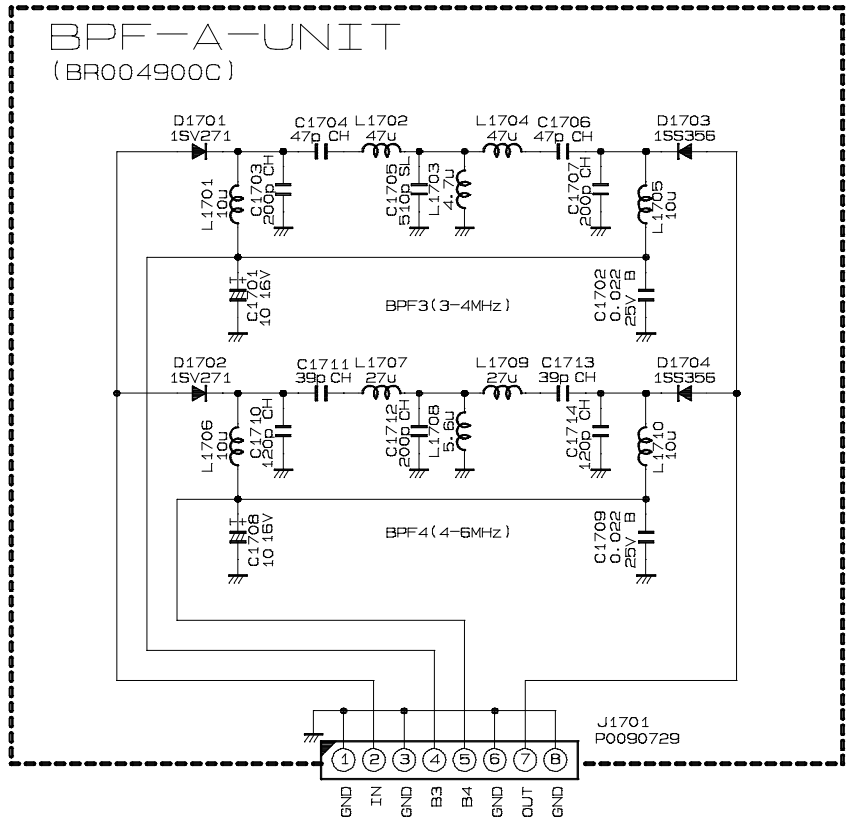 BPF-A-UNIT
(BR004900C)
D1701
1SV271
C1704
47p CH
L1702
47u
L1704
47u
C1706
47p CH
D1703
1SS356
L1701
10u
C1703
200p CH
C1705
510p SL
L1703
4.7u
C1707
200p CH
L1705
10u
C1701
10 16V
BPF3(3-4MHz)
C1702
0.022
25V B
D1702
1SV271
C1711
39p CH
L1707
27u
L1709
27u
C1713
39p CH
D1704
1SS356
L1706
10u
C1710
120p CH
C1712
200p CH
L1708
5.6u
C1714
120p CH
L1710
10u
C1708
10 16V
BPF4(4-6MHz)
C1709
0.022
25V B
J1701
P0090729
1 2 3 4 5 6 7 8
GND IN GND B3 B4 GND OUT GND